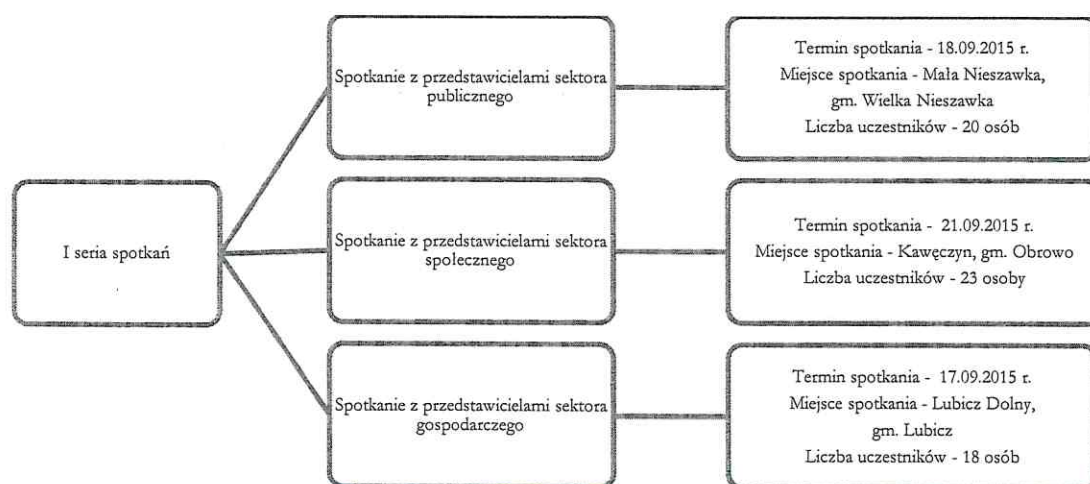 I seria spotkań
Spotkanie z przedstawicielami sektora
publicznego
Termin spotkania - 18.09.2015 r.
Miejsce spotkania - Mała Nieszawka,
gm. Wielka Nieszawka
Liczba uczestników - 20 osób
Spotkanie z przedstawicielami sektora
społecznego
Termin spotkania - 21.09.2015 r.
Miejsce spotkania - Kawęczyn, gm. Obrowo
Liczba uczestników - 23 osoby
Spotkanie z przedstawicielami sektora
gospodarczego
Termin spotkania - 17.09.2015 r.
Miejsce spotkania - Lubicz Dolny,
gm. Lubicz
Liczba uczestników - 18 osób